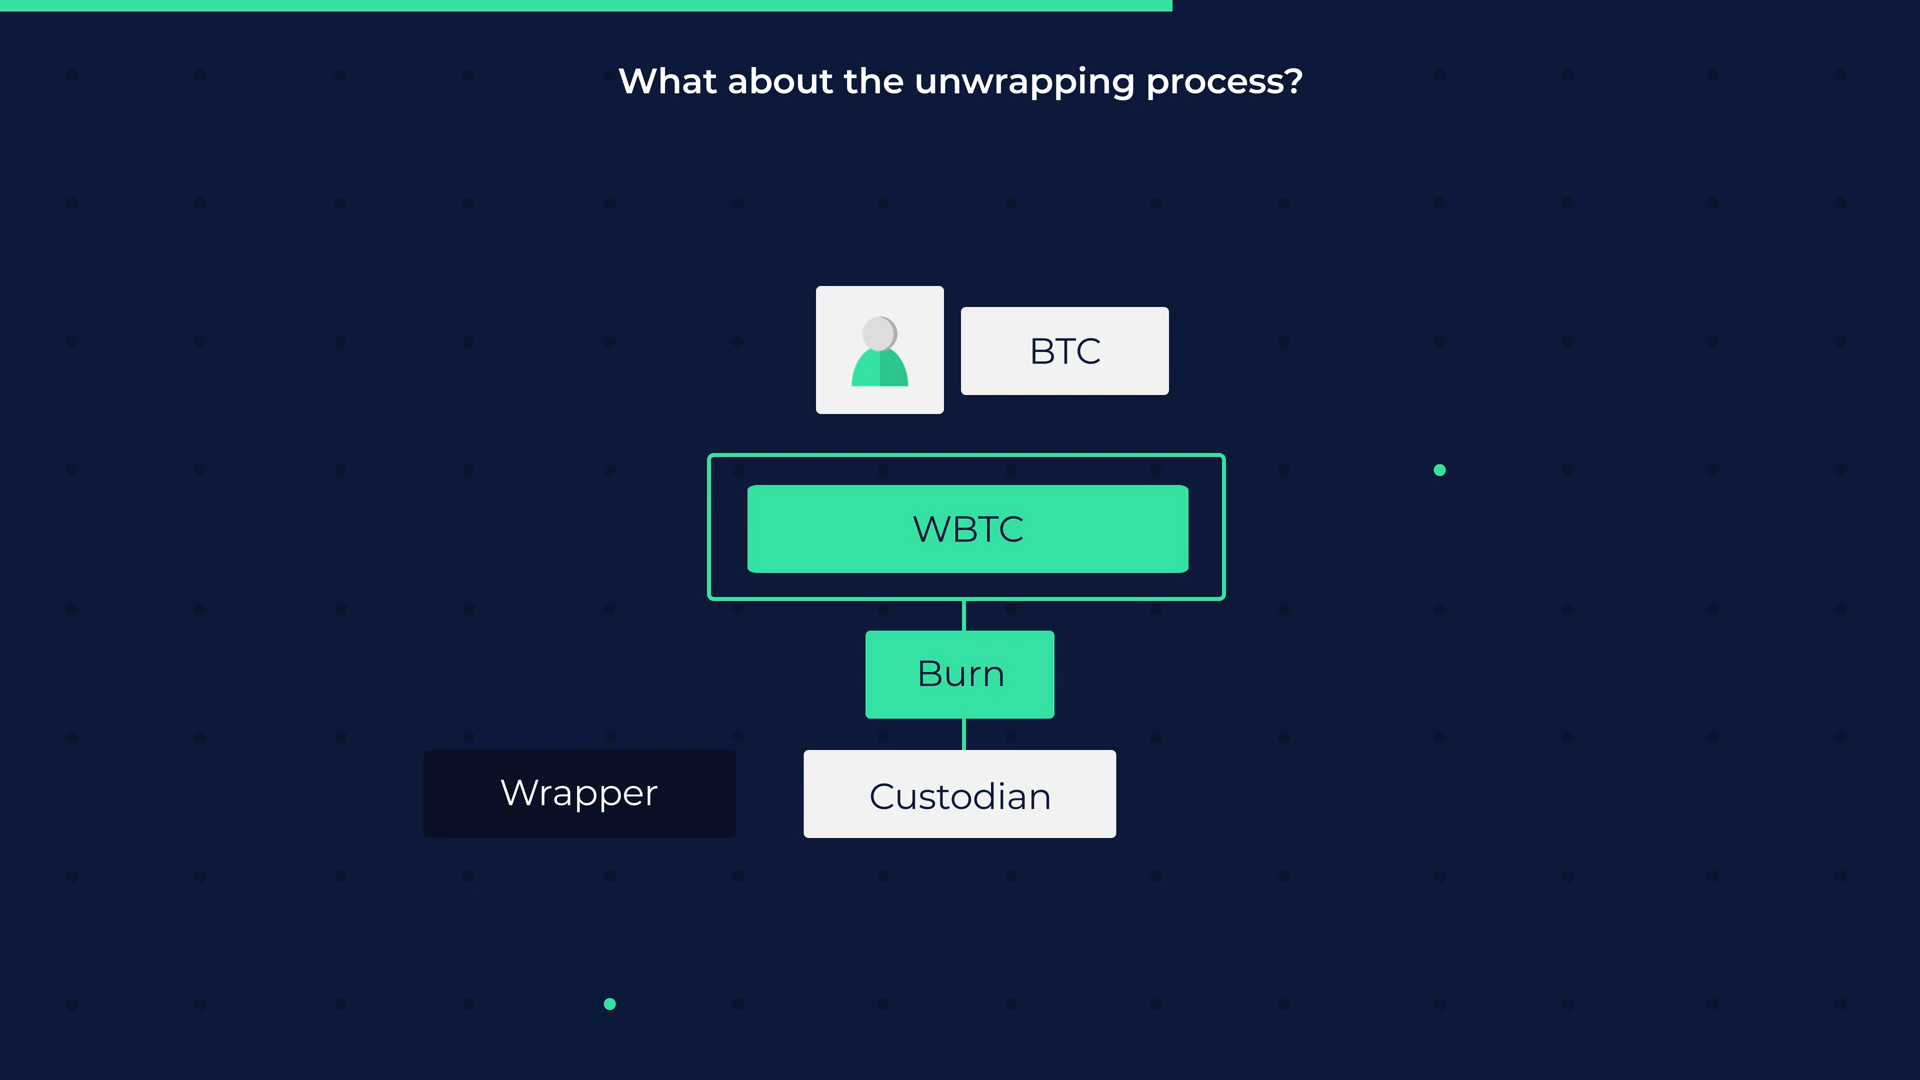 What about the unwrapping process?
BTC
WBTC
Burn
Wrapper
Custodian